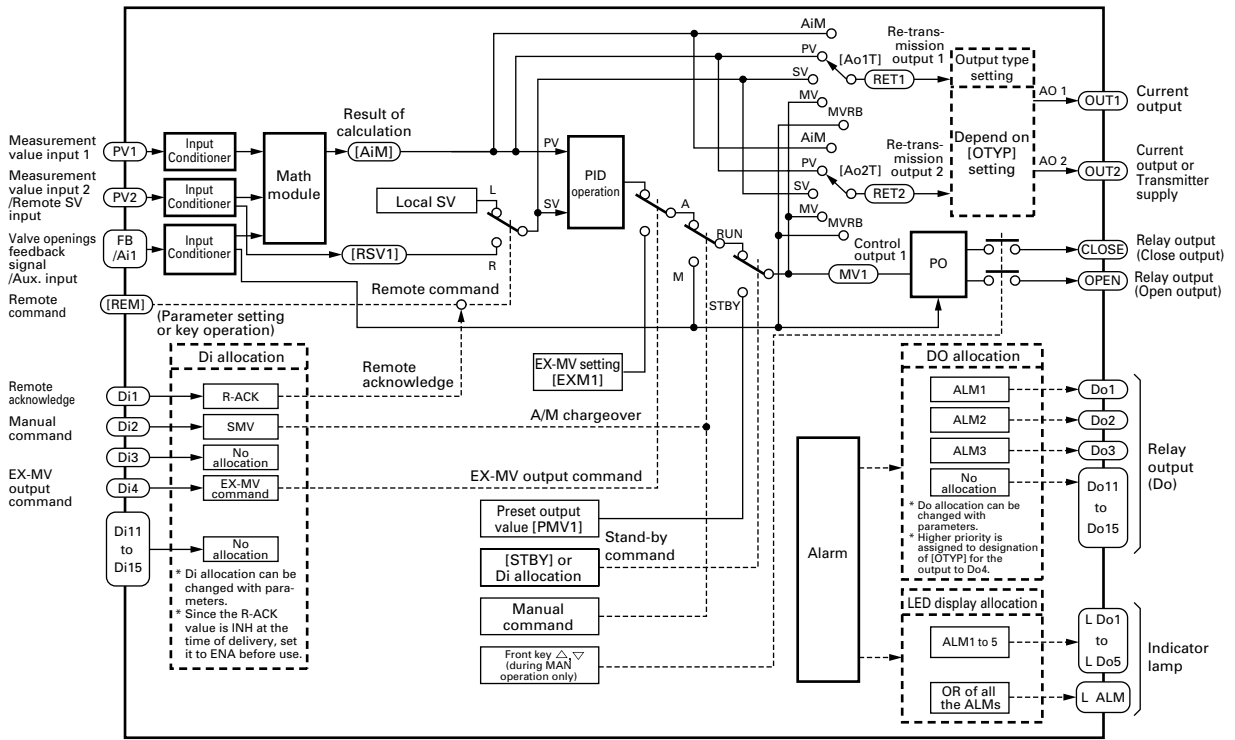 AiM
PV
[Ao1T]
Re-trans-
mission
output 1
SV
RET1
MV
MVRB
Output type
setting
Depend on
[OTYP]
setting
AO 1
OUT1
Current
output
AO 2
OUT2
Current
output or
Transmitter
supply
AiM
PV
[Ao2T]
Re-trans-
mission
output 2
SV
RET2
MV
MVRB
Measurement
value input 1
PV1
Input
Conditioner
Measurement
value input 2
/Remote SV
input
PV2
Input
Conditioner
Valve openings
feedback
signal
/Aux. input
FB
/Ai1
Input
Conditioner
Math
module
Result of
calculation
[AiM]
Local SV
L
[RSV1]
R
PV
SV
PID
operation
A
M
RUN
STBY
Control
output 1
MV1
PO
CLOSE
Relay output
(Close output)
OPEN
Relay output
(Open output)
Remote
command
[REM]
Remote command
(Parameter setting
or key operation)
Di allocation
Remote
acknowledge
Di1
R-ACK
Remote
acknowledge
Manual
command
Di2
SMV
A/M chargeover
Di3
No
allocation
EX-MV
output
command
Di4
EX-MV
command
EX-MV output command
Di11
to
Di15
No
allocation
* Di allocation can be
changed with para-
meters.
* Since the R-ACK
value is INH at the
time of delivery, set
it to ENA before use.
EX-MV setting
[EXM1]
Preset output
value [PMV1]
Stand-by
command
[STBY] or
Di allocation
Manual
command
Front key △,▽
(during MAN
operation only)
Alarm
DO allocation
ALM1
Do1
ALM2
Do2
ALM3
Do3
No
allocation
Do11
to
Do15
Relay
output
(Do)
* Do allocation can be
changed with
parameters.
* Higher priority is
assigned to designation
of [OTYP] for the
output to Do4.
LED display allocation
ALM1 to 5
L Do1
to
L Do5
OR of all
the ALMs
L ALM
Indicator
lamp